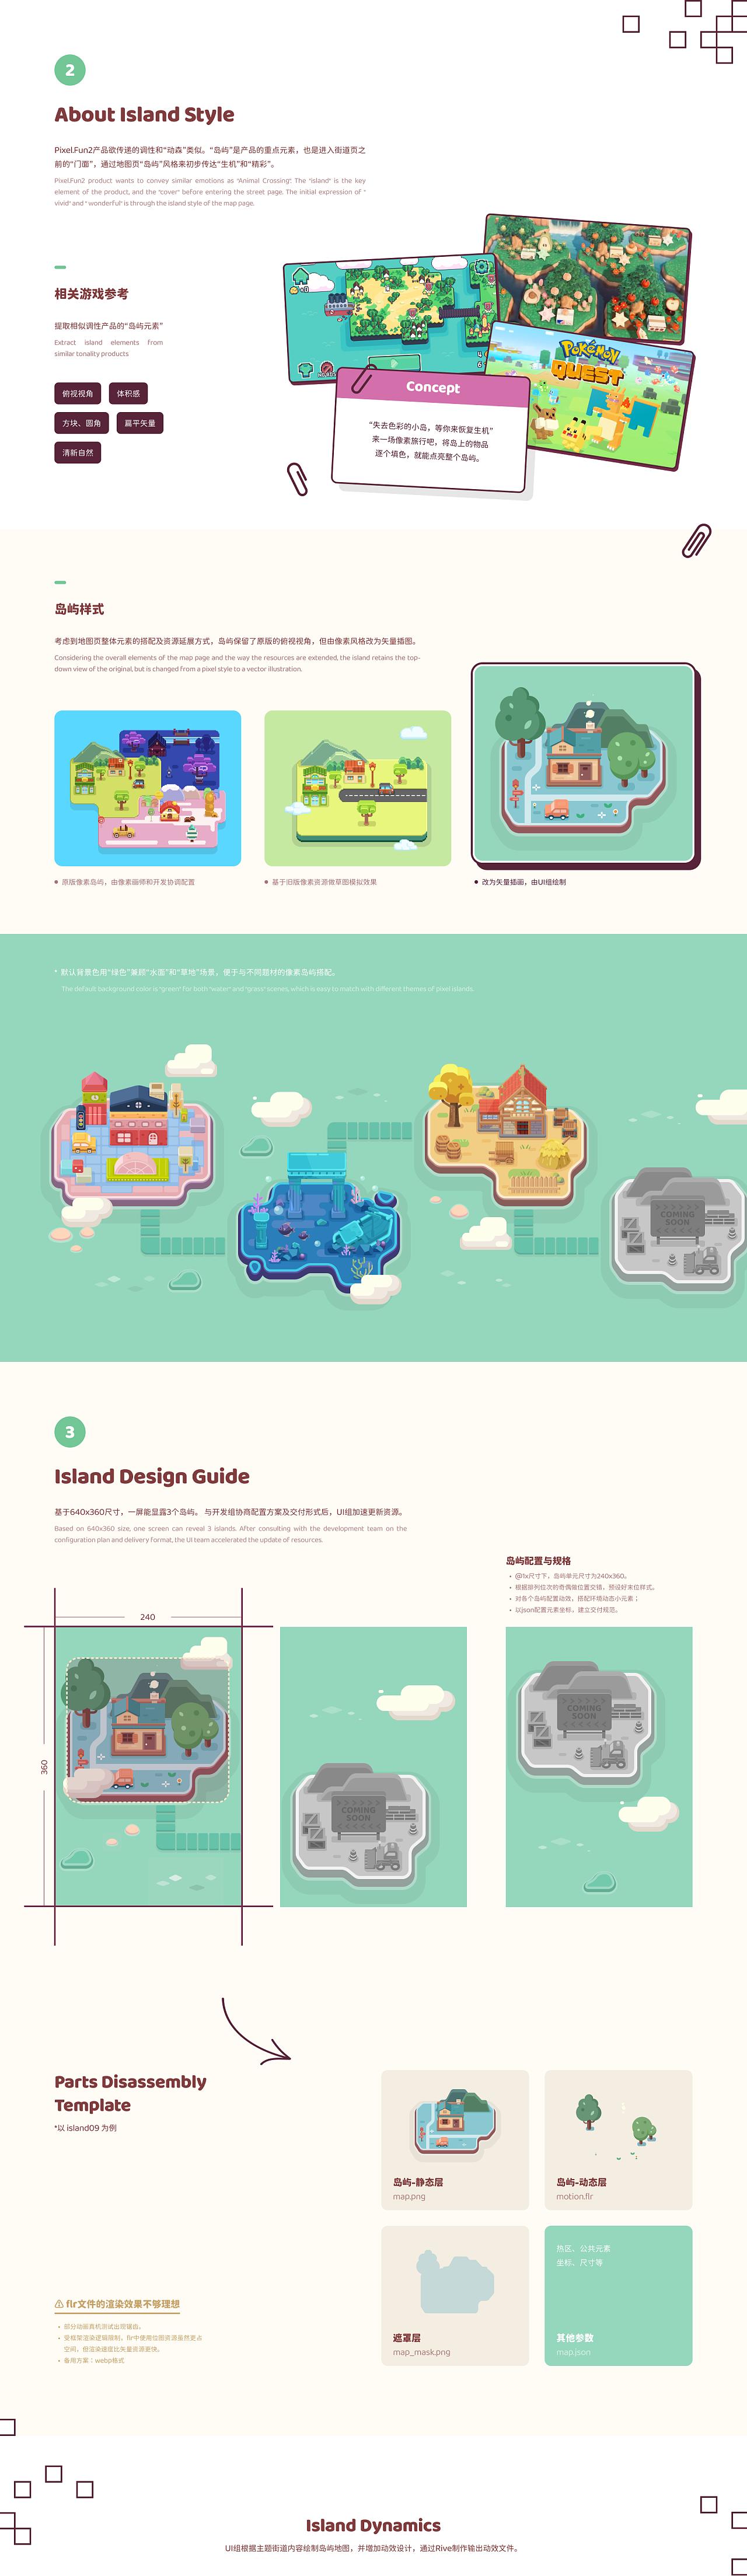 2
About Island Style
Pixel.Fun2产品欲传递的调性和“动森”类似。“岛屿”是产品的重点元素，也是进入街道页之
前的“门面”，通过地图页“岛屿”风格来初步传达“生机”和“精彩”。
Pixel.Fun2 product wants to convey similar emotions as "Animal Crossing". The "island" is the key
element of the product, and the "cover" before entering the street page. The initial expression of "
vivid" and " wonderful" is through the island style of the map page.
相关游戏参考
提取相似调性产品的“岛屿元素”
Extract island elements from
similar tonality products
俯视视角
体积感
方块、圆角
扁平矢量
清新自然
POKéMON
QUEST
Concept
“失去色彩的小岛，等你来恢复生机”
来一场像素旅行吧，将岛上的物品
逐个填色，就能点亮整个岛屿。
岛屿样式
考虑到地图页整体元素的搭配及资源延展方式，岛屿保留了原版的俯视视角，但由像素风格改为矢量插图。
Considering the overall elements of the map page and the way the resources are extended, the island retains the top-
down view of the original, but is changed from a pixel style to a vector illustration.
原版像素岛屿，由像素画师和开发协调配置
基于旧版像素资源做草图模拟效果
改为矢量插画，由UI组绘制
* 默认背景色用“绿色”兼顾“水面”和“草地”场景，便于与不同题材的像素岛屿搭配。
The default background color is "green" for both "water" and "grass" scenes, which is easy to match with different themes of pixel islands.
COMING
SOON
3
Island Design Guide
基于640x360尺寸，一屏能显露3个岛屿。 与开发组协商配置方案及交付形式后，UI组加速更新资源。
Based on 640x360 size, one screen can reveal 3 islands. After consulting with the development team on the
configuration plan and delivery format, the UI team accelerated the update of resources.
岛屿配置与规格
• @1x尺寸下，岛屿单元尺寸为240x360。
• 根据排列位次的奇偶做位置交错，预设好末位样式。
• 对各个岛屿配置动效，搭配环境动态小元素；
• 以json配置元素坐标，建立交付规范。
240
360
COMING
SOON
COMING
SOON
Parts Disassembly
Template
*以 island09 为例
岛屿-静态层
map.png
岛屿-动态层
motion.flr
遮罩层
map_mask.png
热区、公共元素
坐标、尺寸等
其他参数
map.json
flr文件的渲染效果不够理想
• 部分动画真机测试出现锯齿。
• 受框架渲染逻辑限制，flr中使用位图资源虽然更占
空间，但渲染速度比矢量资源更快。
• 备用方案：webp格式
Island Dynamics
UI组根据主题街道内容绘制岛屿地图，并增加动效设计，通过Rive制作输出动效文件。